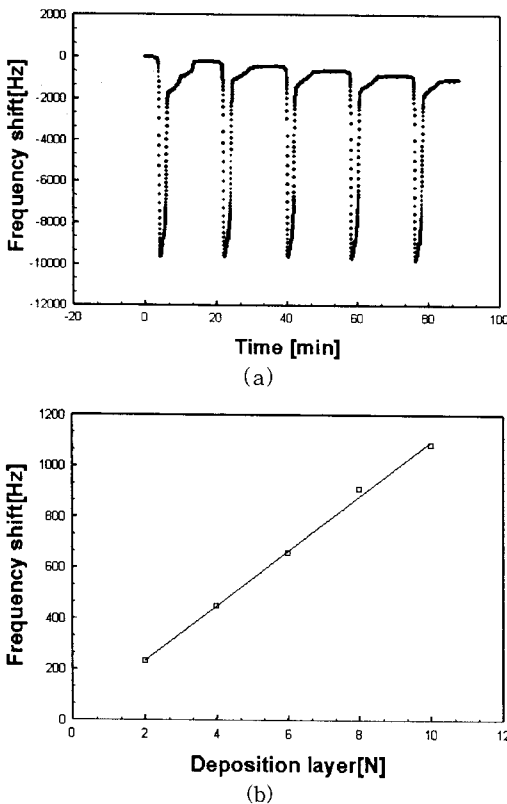 2000
0
-2000
-4000
-6000
-8000
-10000
-12000
-20 0 20 40 60 80 100
Frequency shift[Hz]
Time [min]
(a)
1200
1000
800
600
400
200
0
0 2 4 6 8 10 12
Frequency shift[Hz]
Deposition layer[N]
(b)